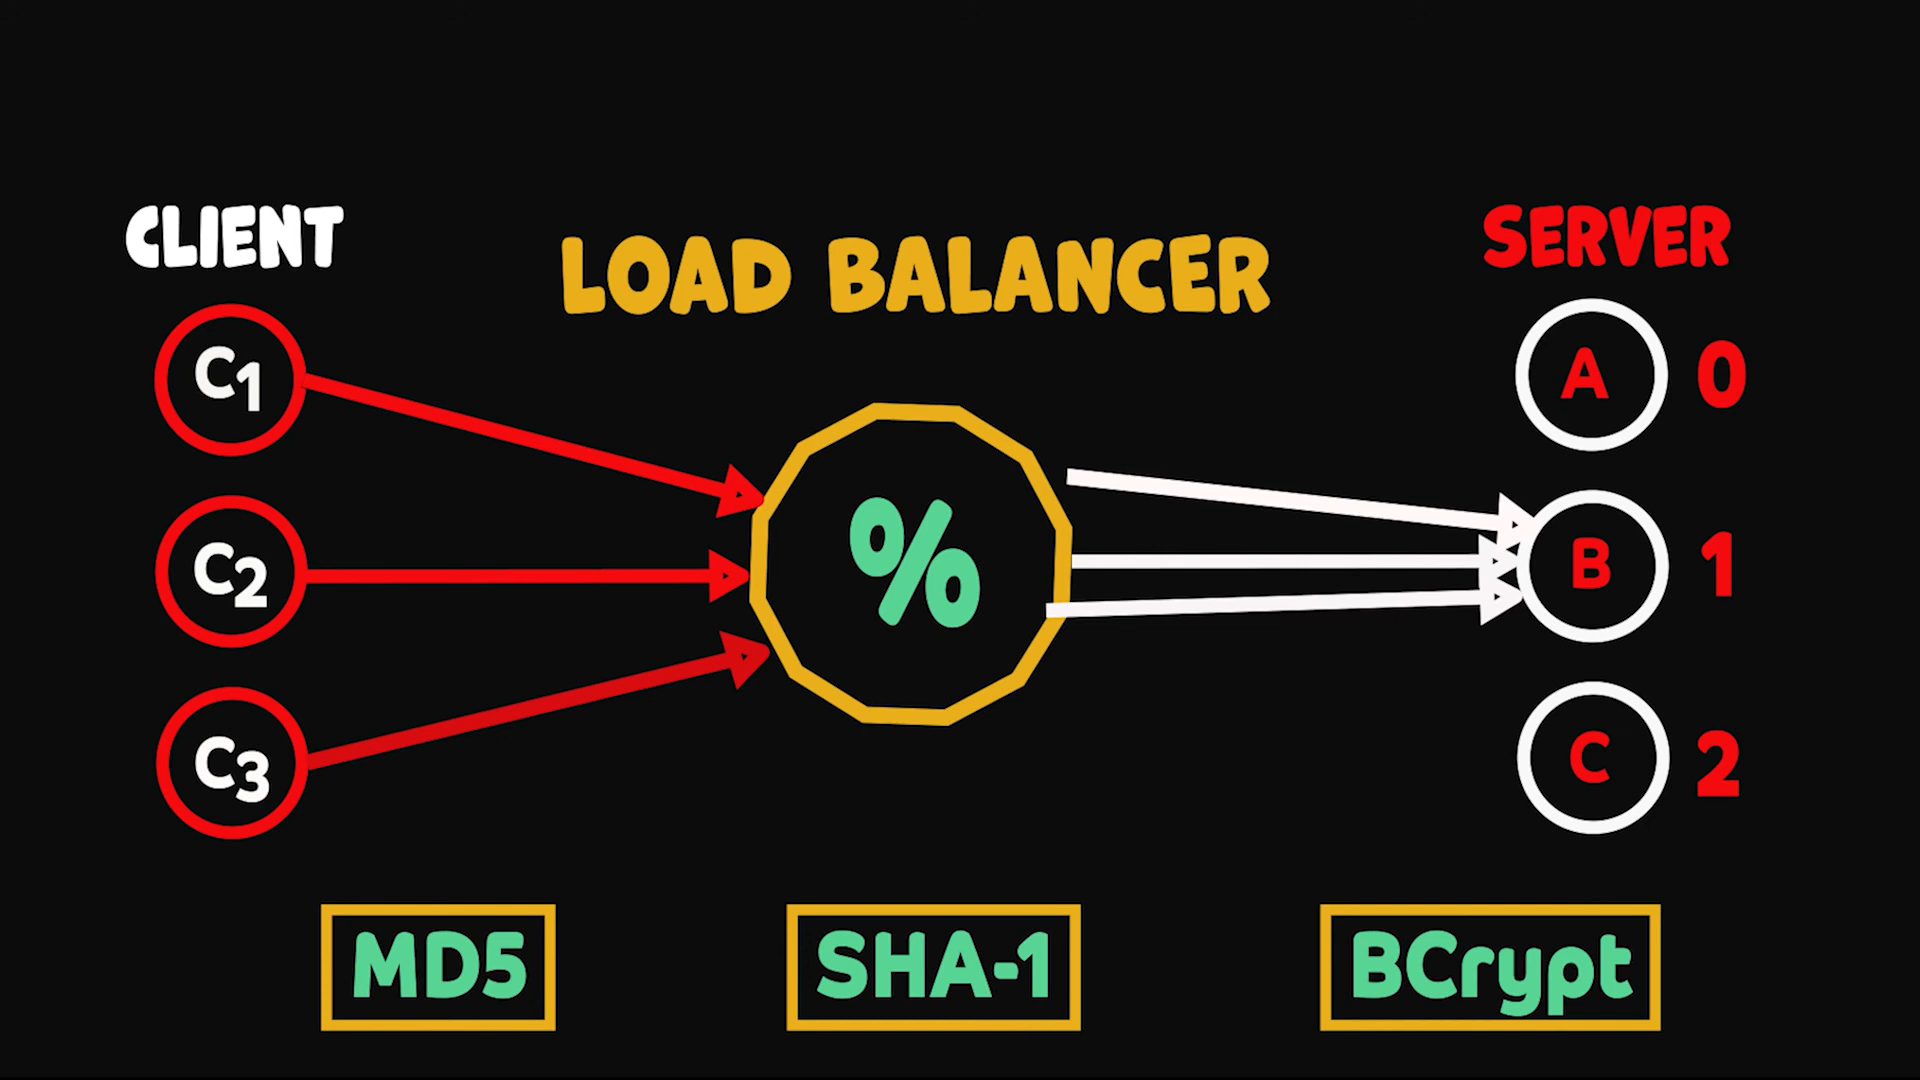 CLIENT
LOAD BALANCER
SERVER
C1
A 0
%
C2
B 1
C3
C 2
MD5
SHA-1
BCrypt